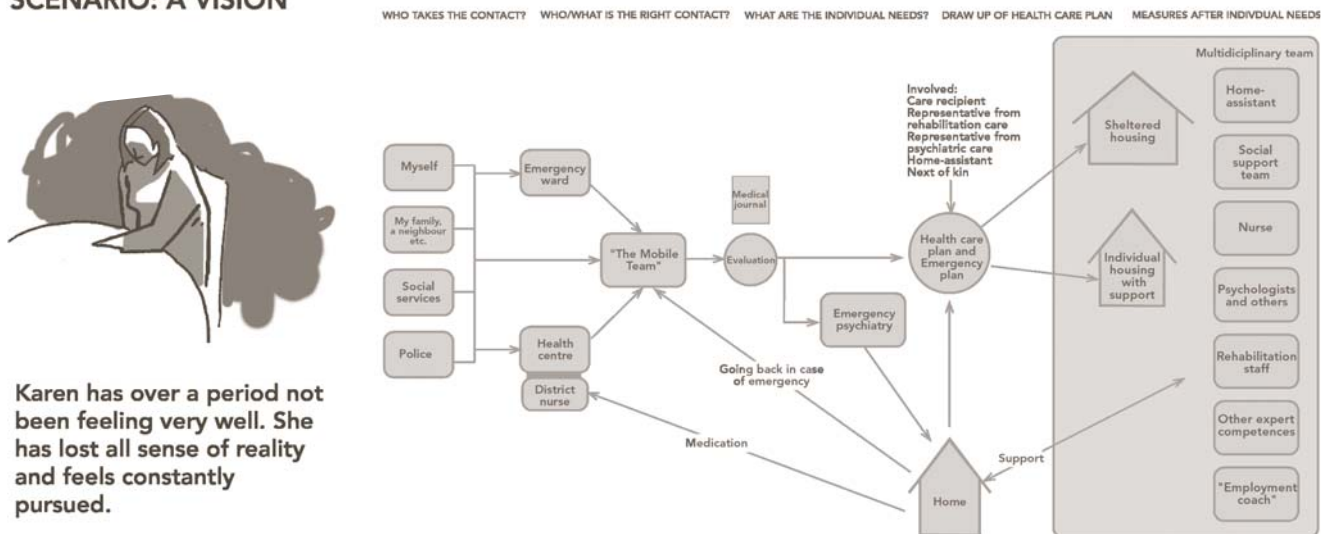 SCENARIO: A VISION
WHO TAKES THE CONTACT?
WHO/WHAT IS THE RIGHT CONTACT?
WHAT ARE THE INDIVIDUAL NEEDS?
DRAW UP OF HEALTH CARE PLAN
MEASURES AFTER INDIVDUAL NEEDS
Karen has over a period not
been feeling very well. She
has lost all sense of reality
and feels constantly
pursued.
Myself
My family,
a neighbour
etc.
Social
services
Police
Emergency
ward
Health
centre
District
nurse
"The Mobile
Team"
Medical
journal
Evaluation
Emergency
psychiatry
Going back in case
of emergency
Medication
Involved:
Care recipient
Representative from
rehabilitation care
Representative from
psychiatric care
Home-assistant
Next of kin
Health care
plan and
Emergency
plan
Home
Support
Sheltered
housing
Individual
housing
with
support
Multidiciplinary team
Home-
assistant
Social
support
team
Nurse
Psychologists
and others
Rehabilitation
staff
Other expert
competences
"Employment
coach"